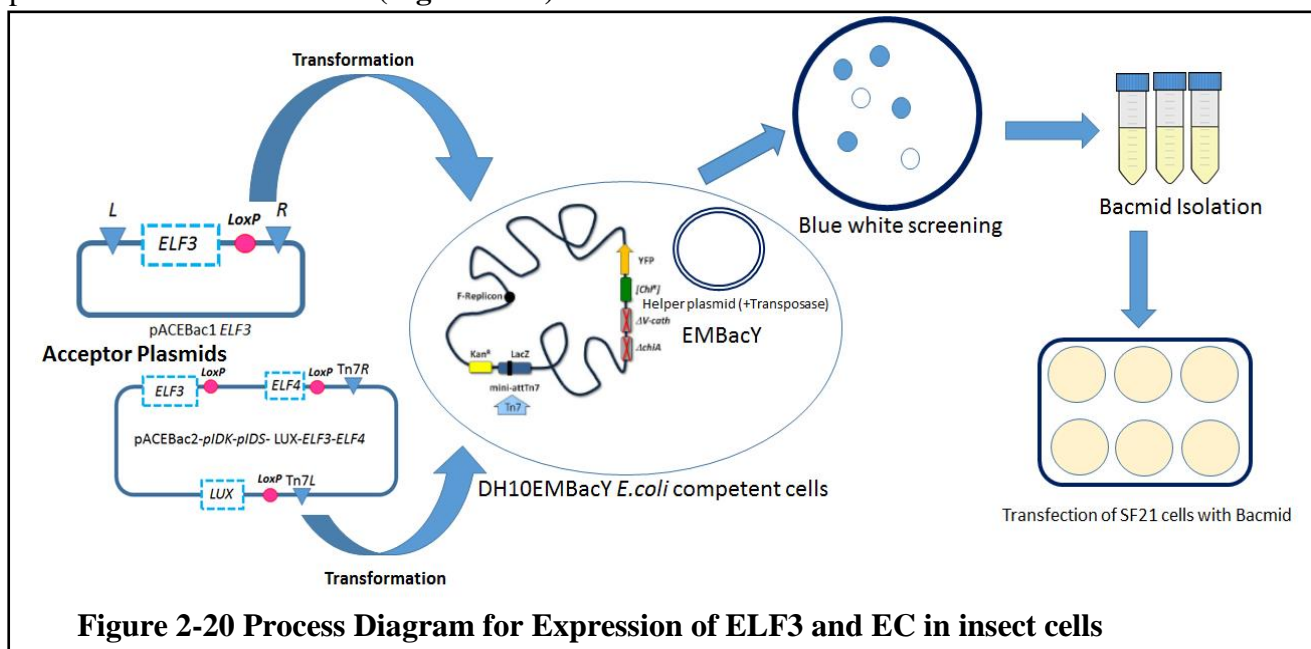 Transformation
L
ELF3
LoxP
R
pACEBac1 ELF3
Acceptor Plasmids
ELF3
LoxP
ELF4
LoxP
Tn7R
pACEBac2-pIDK-pIDS- LUX-ELF3-ELF4
LUX
LoxP
Tn7L
Transformation
F-Replicon
YFP
[Chl^R]
Helper plasmid (+Transposase)
ΔV-cath
EMBacY
ΔchiA
Kan^R
LacZ
mini-attTn7
Tn7
DH10EMBacY E.coli competent cells
Blue white screening
Bacmid Isolation
Transfection of SF21 cells with Bacmid
Figure 2-20 Process Diagram for Expression of ELF3 and EC in insect cells